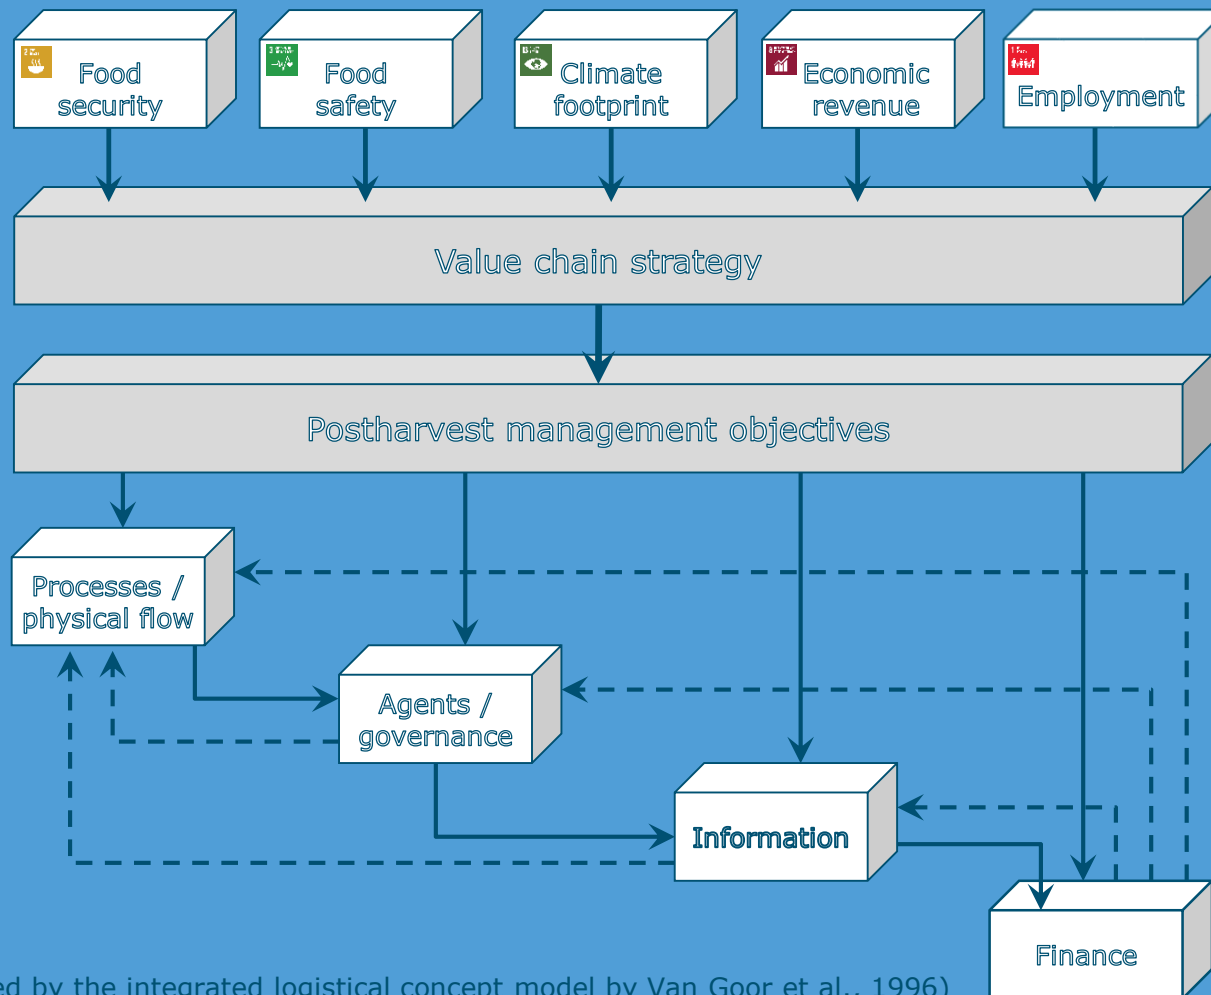 Food
security
Food
safety
Climate
footprint
Economic
revenue
Employment
Value chain strategy
Postharvest management objectives
Processes /
physical flow
Agents /
governance
Information
Finance
by the integrated logistical concept model by Van Goor et al., 1996)